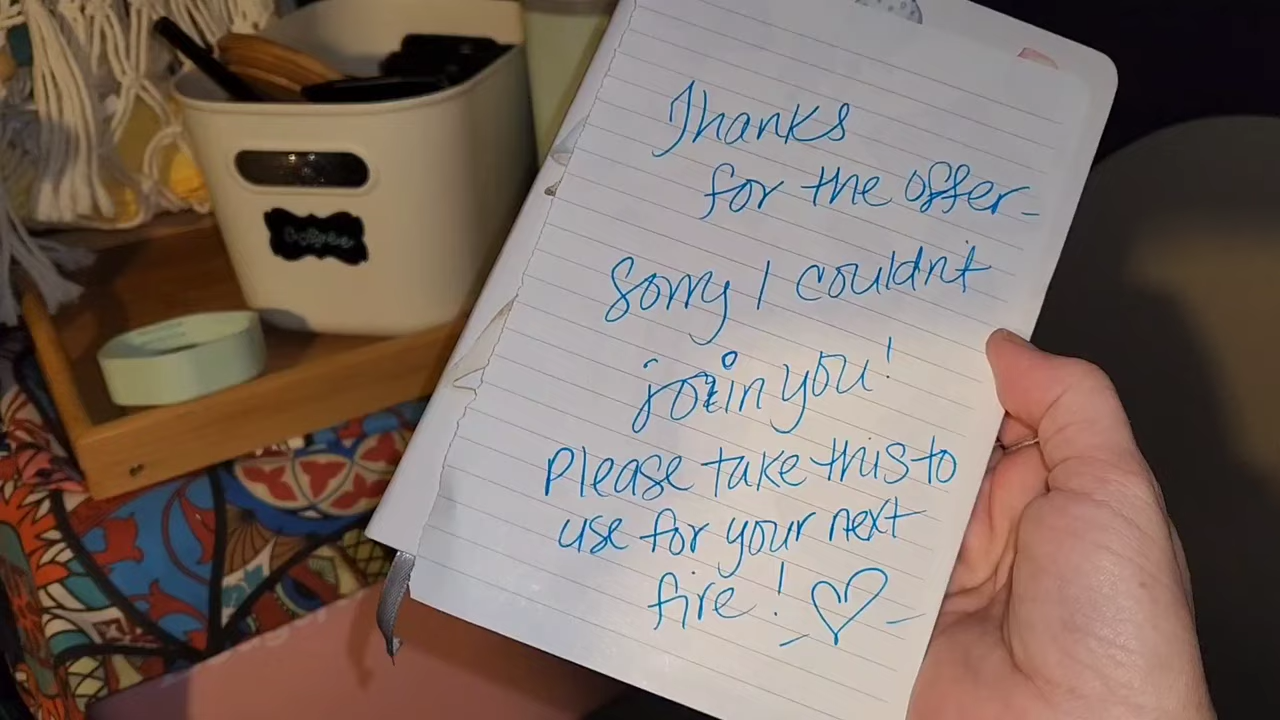 Thanks
for the offer-
Sorry I couldn't
join you!
Please take this to
use for your next
fire!